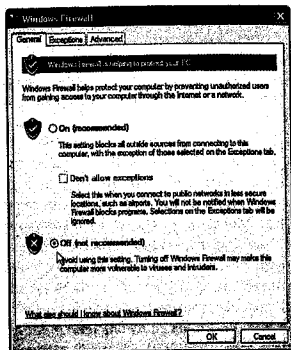 Windows Firewall
General Exceptions Advanced
Windows Firewall is helping to protect your PC
Windows Firewall helps protect your computer by preventing unauthorized users
from gaining access to your computer through the Internet or a network.
On (recommended)
This setting blocks all outside sources from connecting to this
computer, with the exception of those selected on the Exceptions tab.
Don't allow exceptions
Select this when you connect to public networks in less secure
locations, such as airports. You will not be notified when Windows
Firewall blocks programs. Selections on the Exceptions tab will be
ignored.
Off (not recommended)
Avoid using this setting. Turning off Windows Firewall may make this
computer more vulnerable to viruses and intruders.
What else should I know about Windows Firewall?
OK Cancel